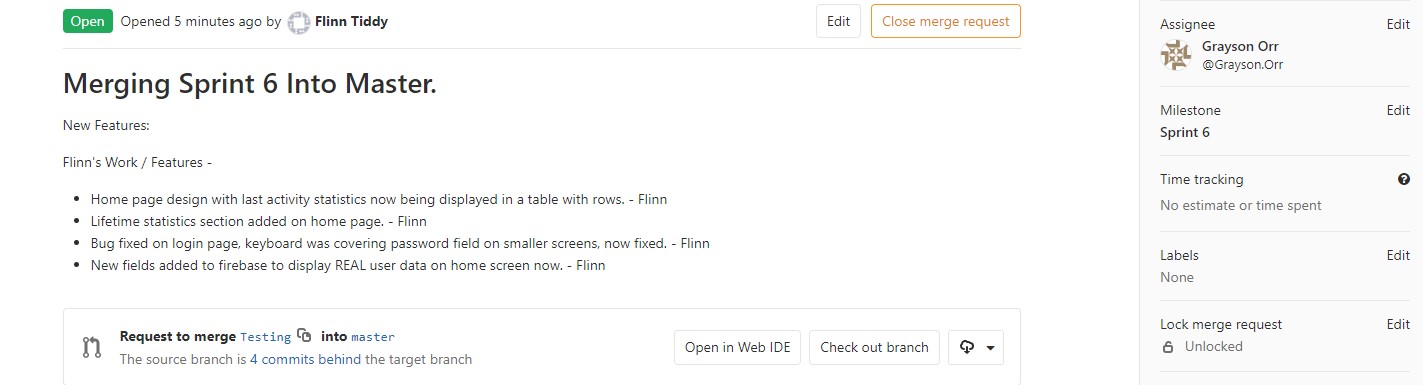 Open Opened 5 minutes ago by Flinn Tiddy Edit Close merge request
Merging Sprint 6 Into Master.
New Features:
Flinn's Work / Features -
Home page design with last activity statistics now being displayed in a table with rows. - Flinn
Lifetime statistics section added on home page. - Flinn
Bug fixed on login page, keyboard was covering password field on smaller screens, now fixed. - Flinn
New fields added to firebase to display REAL user data on home screen now. - Flinn
Request to merge Testing into master
The source branch is 4 commits behind the target branch
Open in Web IDE Check out branch
Assignee Edit
Grayson Orr
@Grayson.Orr
Milestone Edit
Sprint 6
Time tracking
No estimate or time spent
Labels Edit
None
Lock merge request Edit
Unlocked